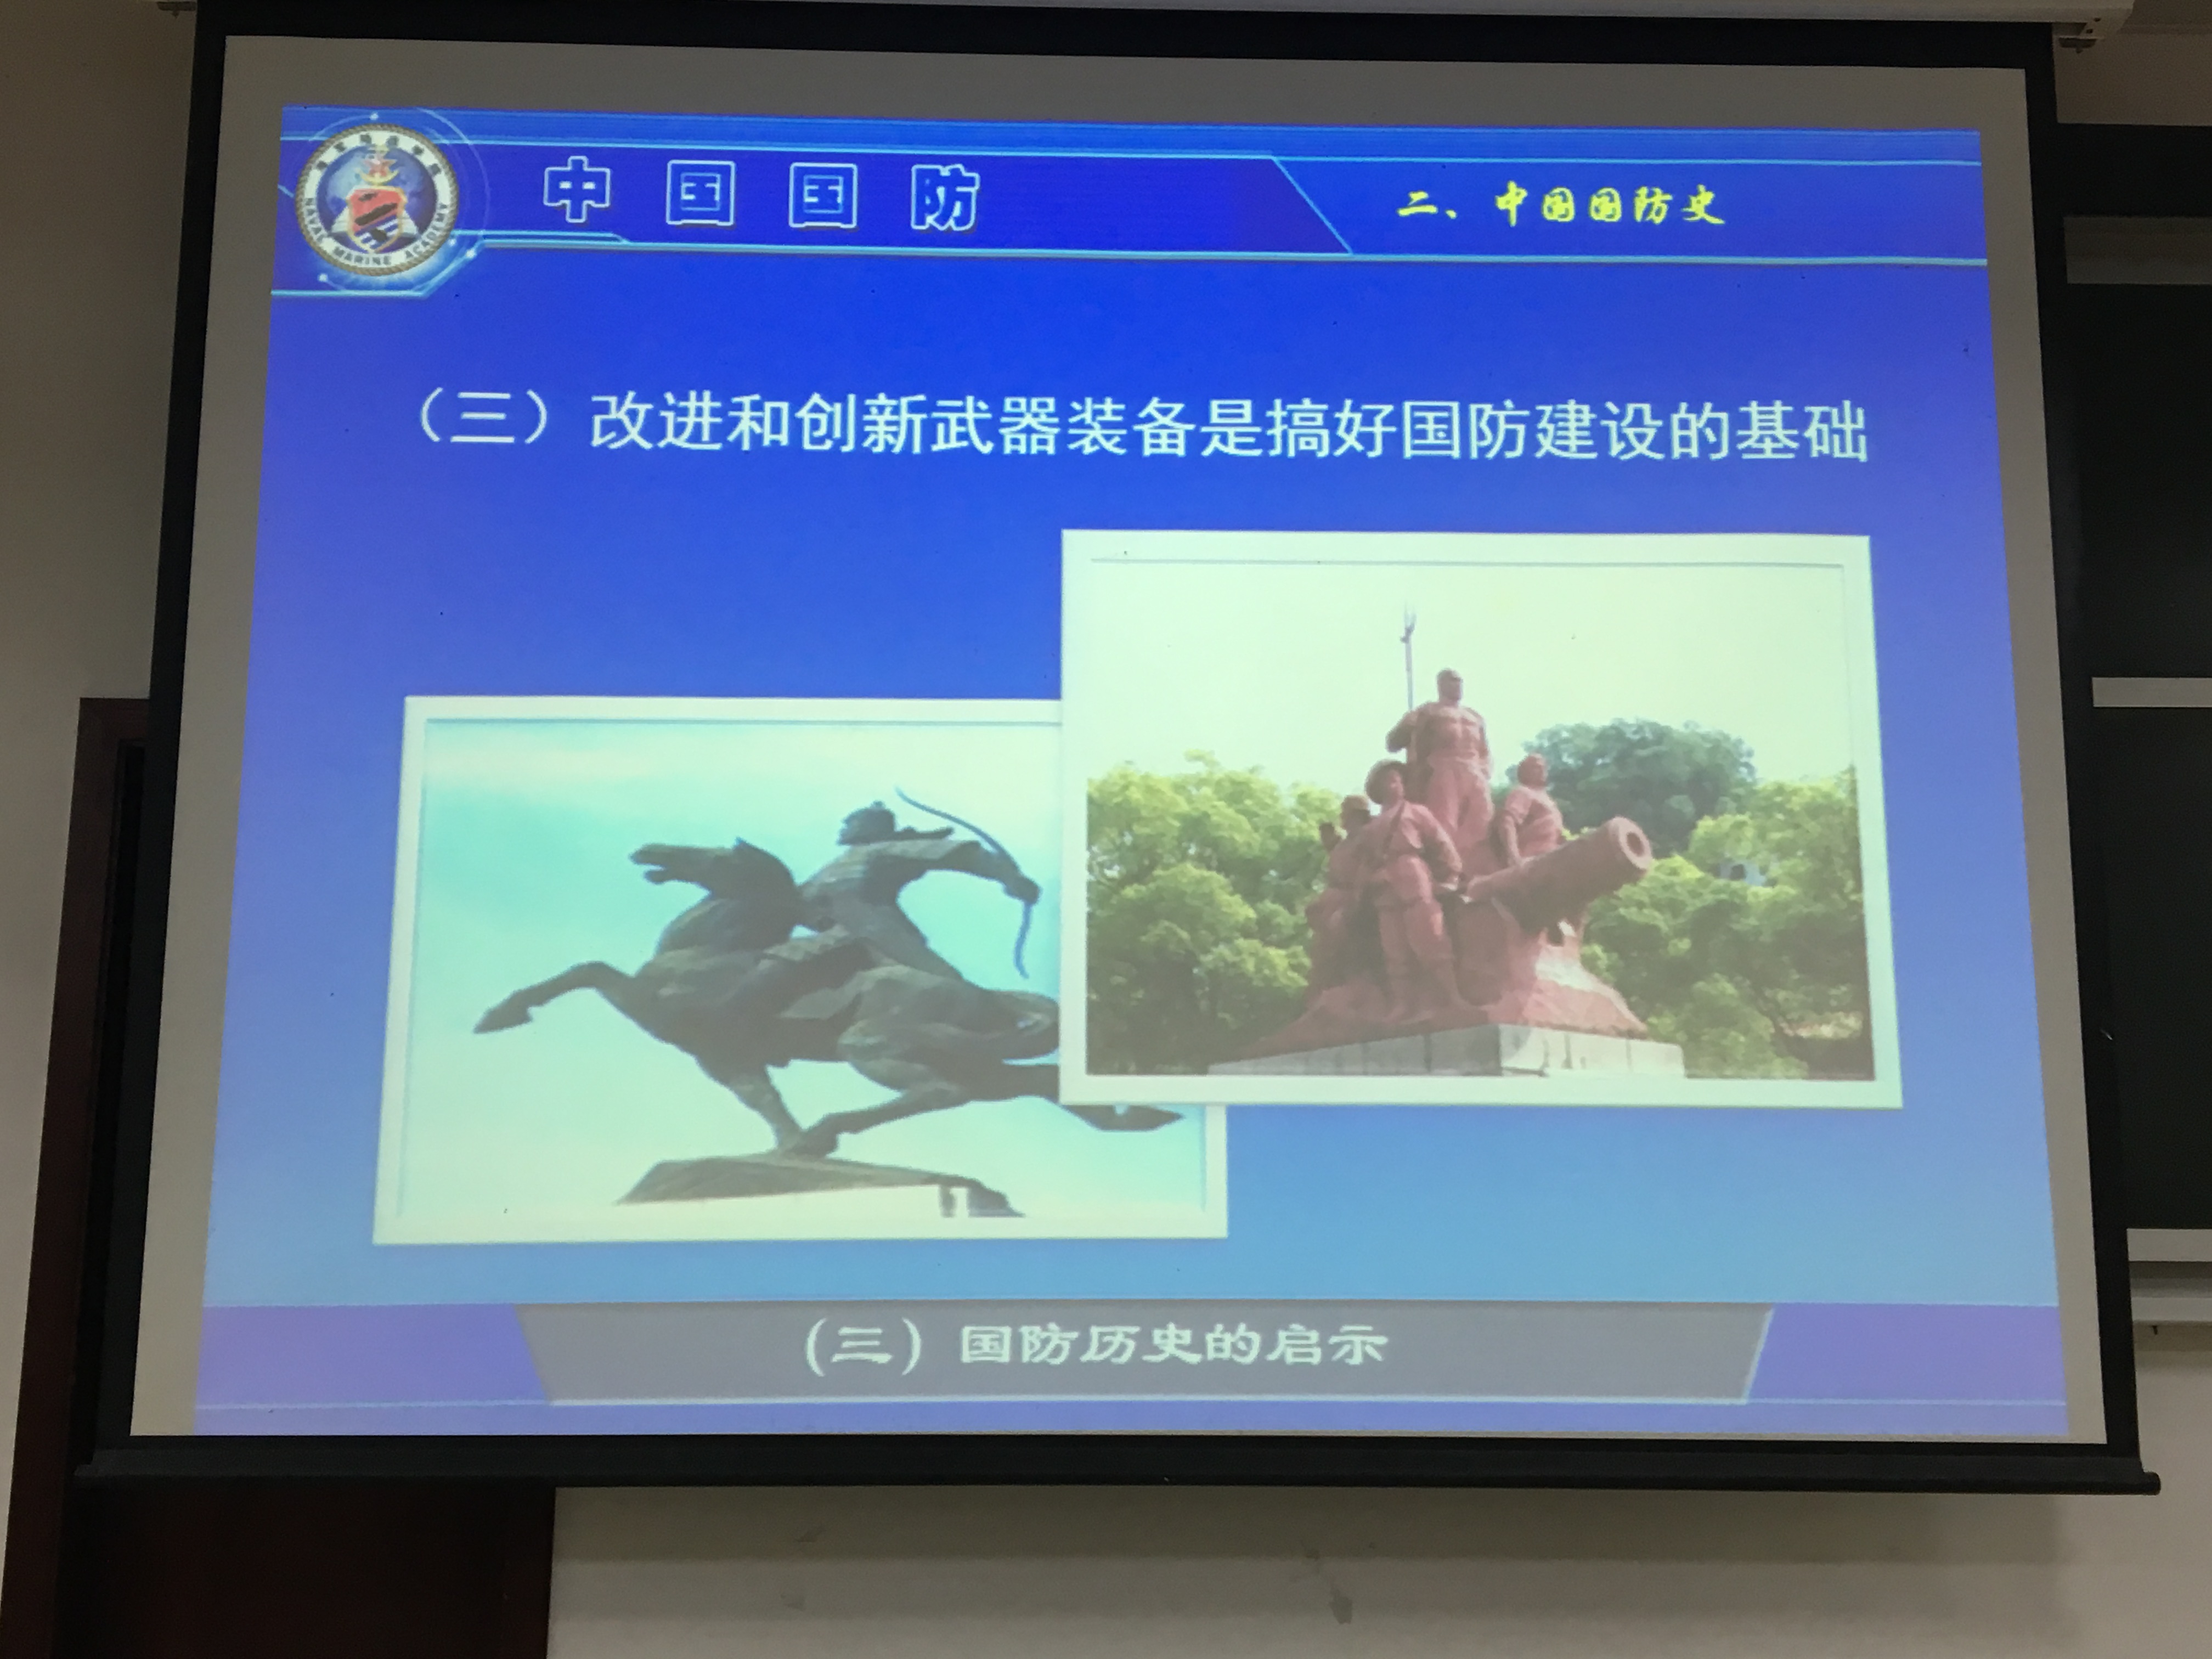 中国国防
二、中国国防史
NAVAL MARINE ACADEMY
（三）改进和创新武器装备是搞好国防建设的基础
（三）国防历史的启示